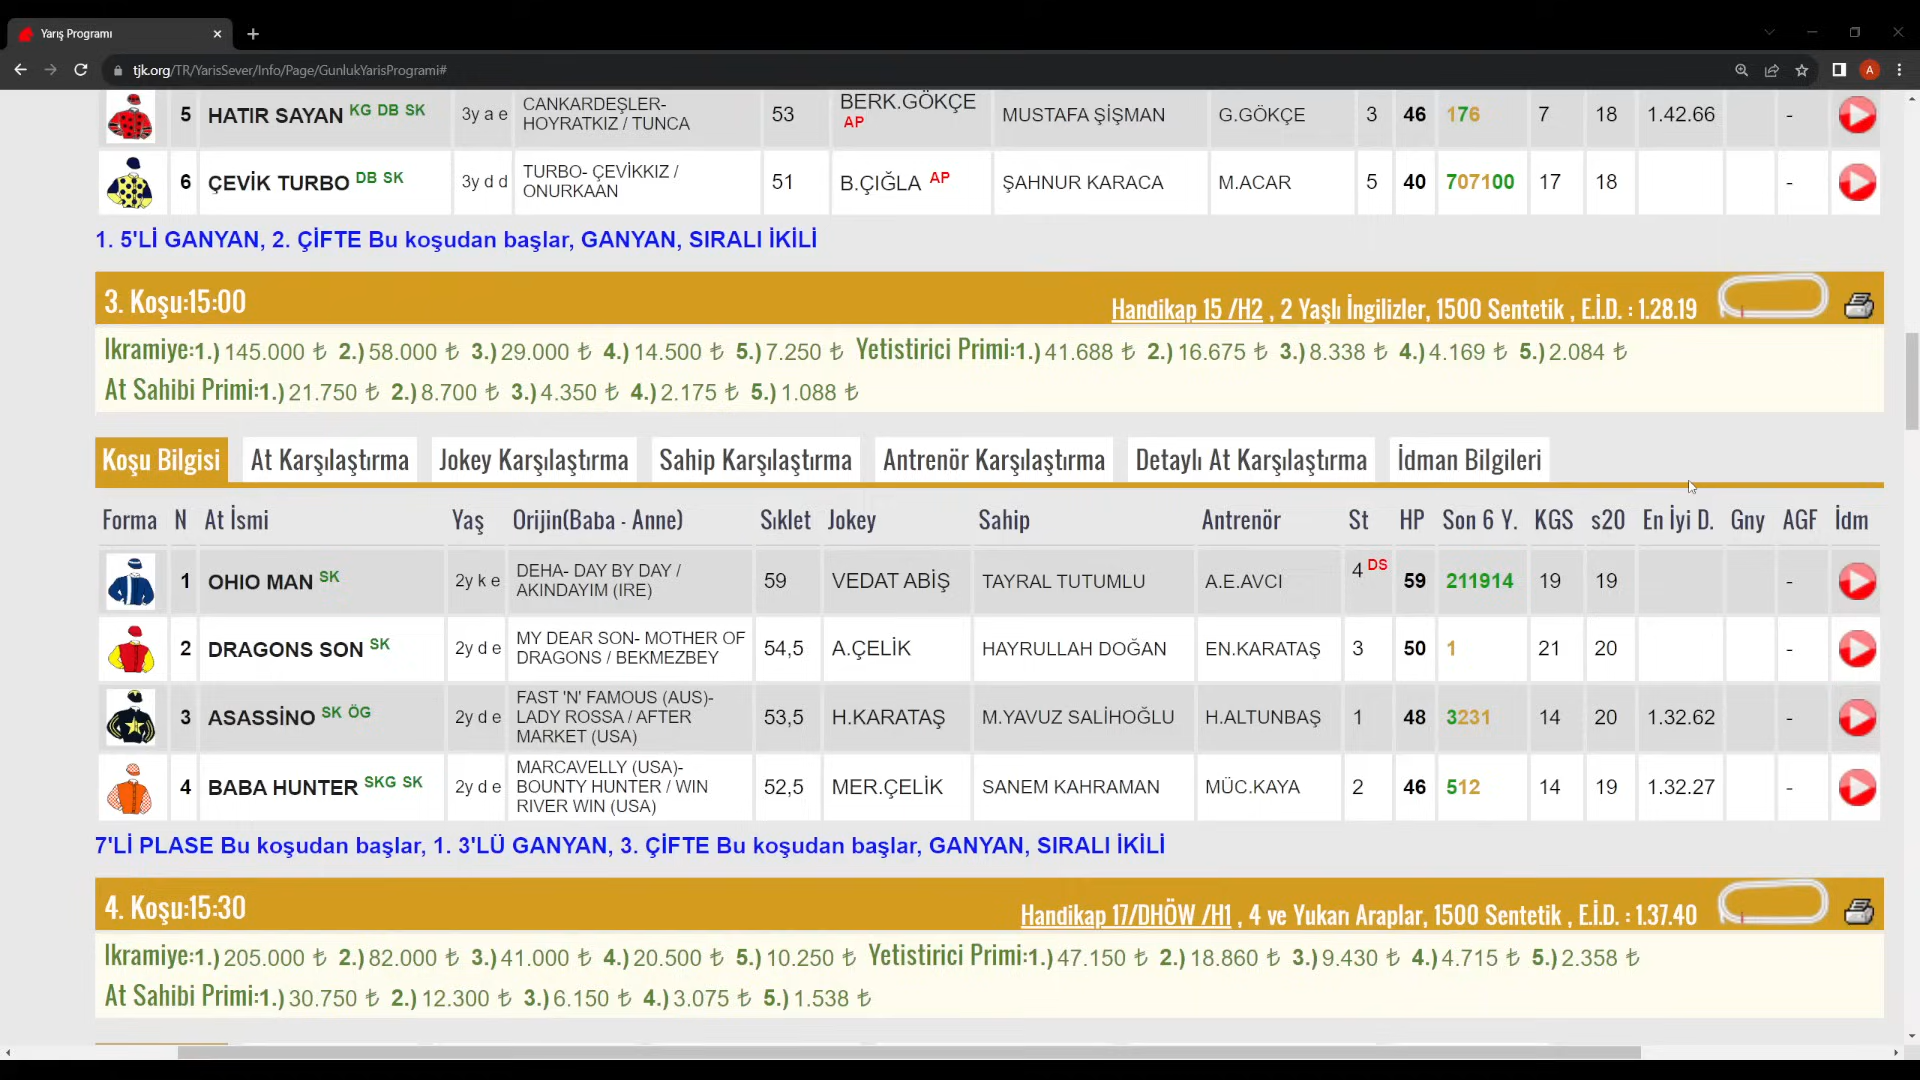 Yarış Programı
tjk.org/TR/YarisSever/Info/Page/GunlukYarisProgrami#
A
5 HATIR SAYAN KG DB SK 3y a e CANKARDEŞLER- HOYRATKIZ / TUNCA 53 BERK.GÖKÇE AP MUSTAFA ŞİŞMAN G.GÖKÇE 3 46 176 7 18 1.42.66 -
6 ÇEVİK TURBO DB SK 3y d d TURBO- ÇEVİKKIZ / ONURKAAN 51 B.ÇIĞLA AP ŞAHNUR KARACA M.ACAR 5 40 707100 17 18 -
1. 5'Lİ GANYAN, 2. ÇİFTE Bu koşudan başlar, GANYAN, SIRALI İKİLİ
3. Koşu:15:00 Handikap 15 /H2 , 2 Yaşlı İngilizler, 1500 Sentetik , E.İ.D. : 1.28.19
Ikramiye:1.) 145.000 ₺ 2.) 58.000 ₺ 3.) 29.000 ₺ 4.) 14.500 ₺ 5.) 7.250 ₺ Yetistirici Primi:1.) 41.688 ₺ 2.) 16.675 ₺ 3.) 8.338 ₺ 4.) 4.169 ₺ 5.) 2.084 ₺
At Sahibi Primi:1.) 21.750 ₺ 2.) 8.700 ₺ 3.) 4.350 ₺ 4.) 2.175 ₺ 5.) 1.088 ₺
Koşu Bilgisi At Karşılaştırma Jokey Karşılaştırma Sahip Karşılaştırma Antrenör Karşılaştırma Detaylı At Karşılaştırma İdman Bilgileri
Forma N At İsmi Yaş Orijin(Baba - Anne) Sıklet Jokey Sahip Antrenör St HP Son 6 Y. KGS s20 En İyi D. Gny AGF İdm
1 OHIO MAN SK 2y k e DEHA- DAY BY DAY / AKINDAYIM (IRE) 59 VEDAT ABİŞ TAYRAL TUTUMLU A.E.AVCI 4 DS 59 211914 19 19 -
2 DRAGONS SON SK 2y d e MY DEAR SON- MOTHER OF DRAGONS / BEKMEZBEY 54,5 A.ÇELİK HAYRULLAH DOĞAN EN.KARATAŞ 3 50 1 21 20 -
3 ASASSİNO SK ÖG 2y d e FAST 'N' FAMOUS (AUS)- LADY ROSSA / AFTER MARKET (USA) 53,5 H.KARATAŞ M.YAVUZ SALİHOĞLU H.ALTUNBAŞ 1 48 3231 14 20 1.32.62 -
4 BABA HUNTER SKG SK 2y d e MARCAVELLY (USA)- BOUNTY HUNTER / WIN RIVER WIN (USA) 52,5 MER.ÇELİK SANEM KAHRAMAN MÜC.KAYA 2 46 512 14 19 1.32.27 -
7'Lİ PLASE Bu koşudan başlar, 1. 3'LÜ GANYAN, 3. ÇİFTE Bu koşudan başlar, GANYAN, SIRALI İKİLİ
4. Koşu:15:30 Handikap 17/DHÖW /H1 , 4 ve Yukarı Araplar, 1500 Sentetik , E.İ.D. : 1.37.40
Ikramiye:1.) 205.000 ₺ 2.) 82.000 ₺ 3.) 41.000 ₺ 4.) 20.500 ₺ 5.) 10.250 ₺ Yetistirici Primi:1.) 47.150 ₺ 2.) 18.860 ₺ 3.) 9.430 ₺ 4.) 4.715 ₺ 5.) 2.358 ₺
At Sahibi Primi:1.) 30.750 ₺ 2.) 12.300 ₺ 3.) 6.150 ₺ 4.) 3.075 ₺ 5.) 1.538 ₺